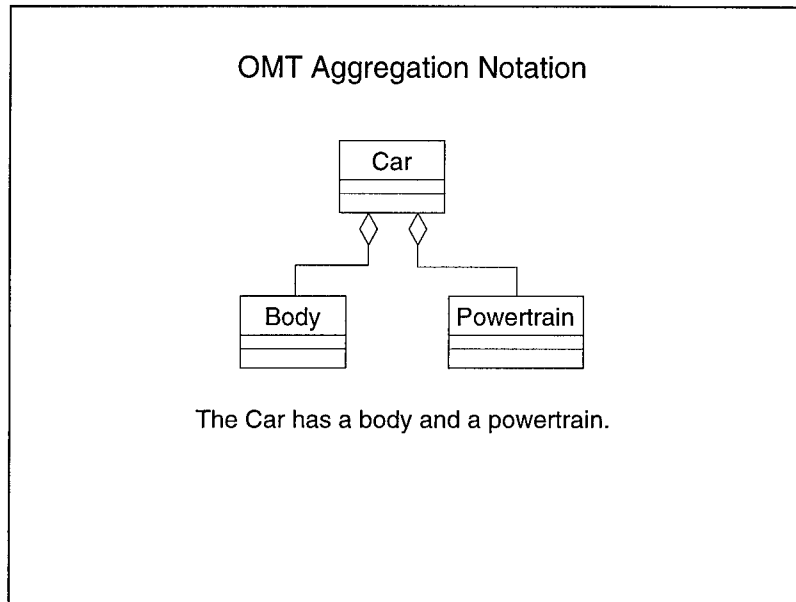 OMT Aggregation Notation
Car
Body
Powertrain
The Car has a body and a powertrain.